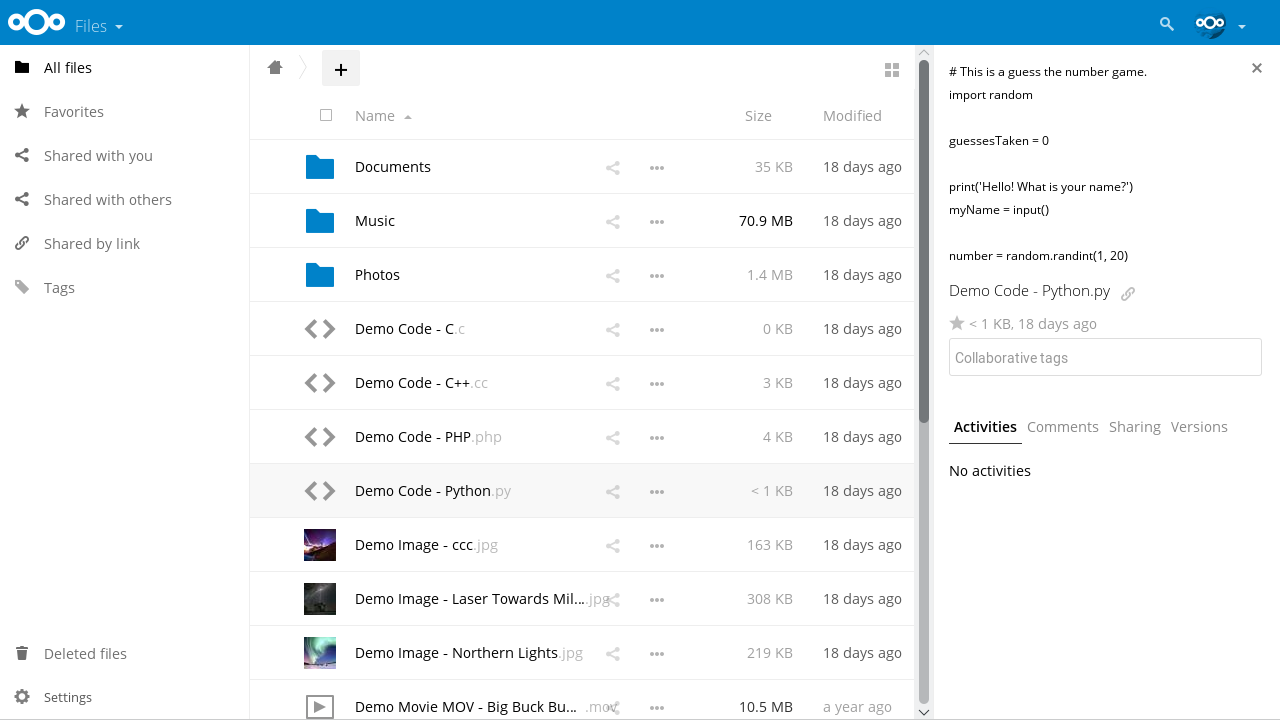 Files
All files
Favorites
Shared with you
Shared with others
Shared by link
Tags
Deleted files
Settings
+
Name Size Modified
Documents 35 KB 18 days ago
Music 70.9 MB 18 days ago
Photos 1.4 MB 18 days ago
Demo Code - C.c 0 KB 18 days ago
Demo Code - C++.cc 3 KB 18 days ago
Demo Code - PHP.php 4 KB 18 days ago
Demo Code - Python.py < 1 KB 18 days ago
Demo Image - ccc.jpg 163 KB 18 days ago
Demo Image - Laser Towards Mil... .jpg 308 KB 18 days ago
Demo Image - Northern Lights.jpg 219 KB 18 days ago
Demo Movie MOV - Big Buck Bu... .mov 10.5 MB a year ago
# This is a guess the number game.
import random
guessesTaken = 0
print('Hello! What is your name?')
myName = input()
number = random.randint(1, 20)
Demo Code - Python.py
< 1 KB, 18 days ago
Collaborative tags
Activities Comments Sharing Versions
No activities